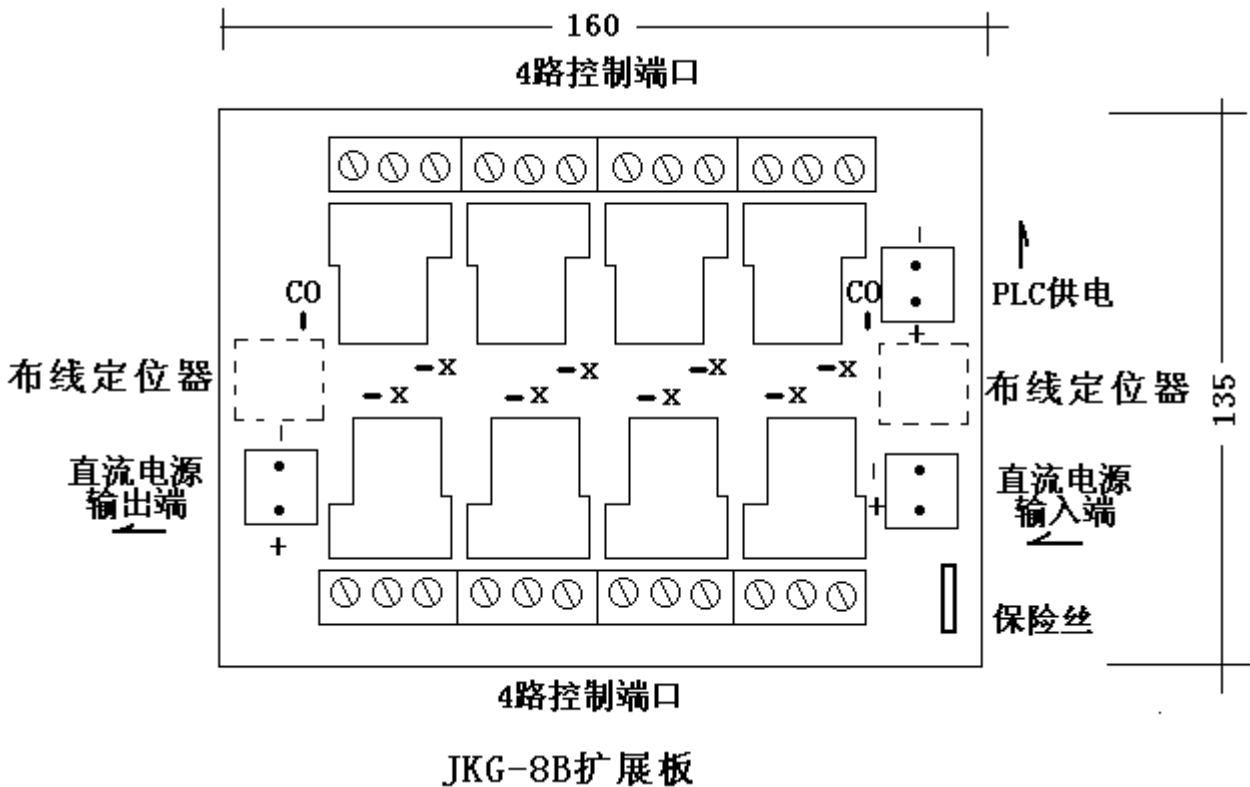 160
4路控制端口
CO
CO
PLC供电
布线定位器
-x -x -x -x
-x -x -x -x
布线定位器
135
直流电源
输出端
+
直流电源
输入端
+
+
保险丝
4路控制端口
JKG-8B扩展板